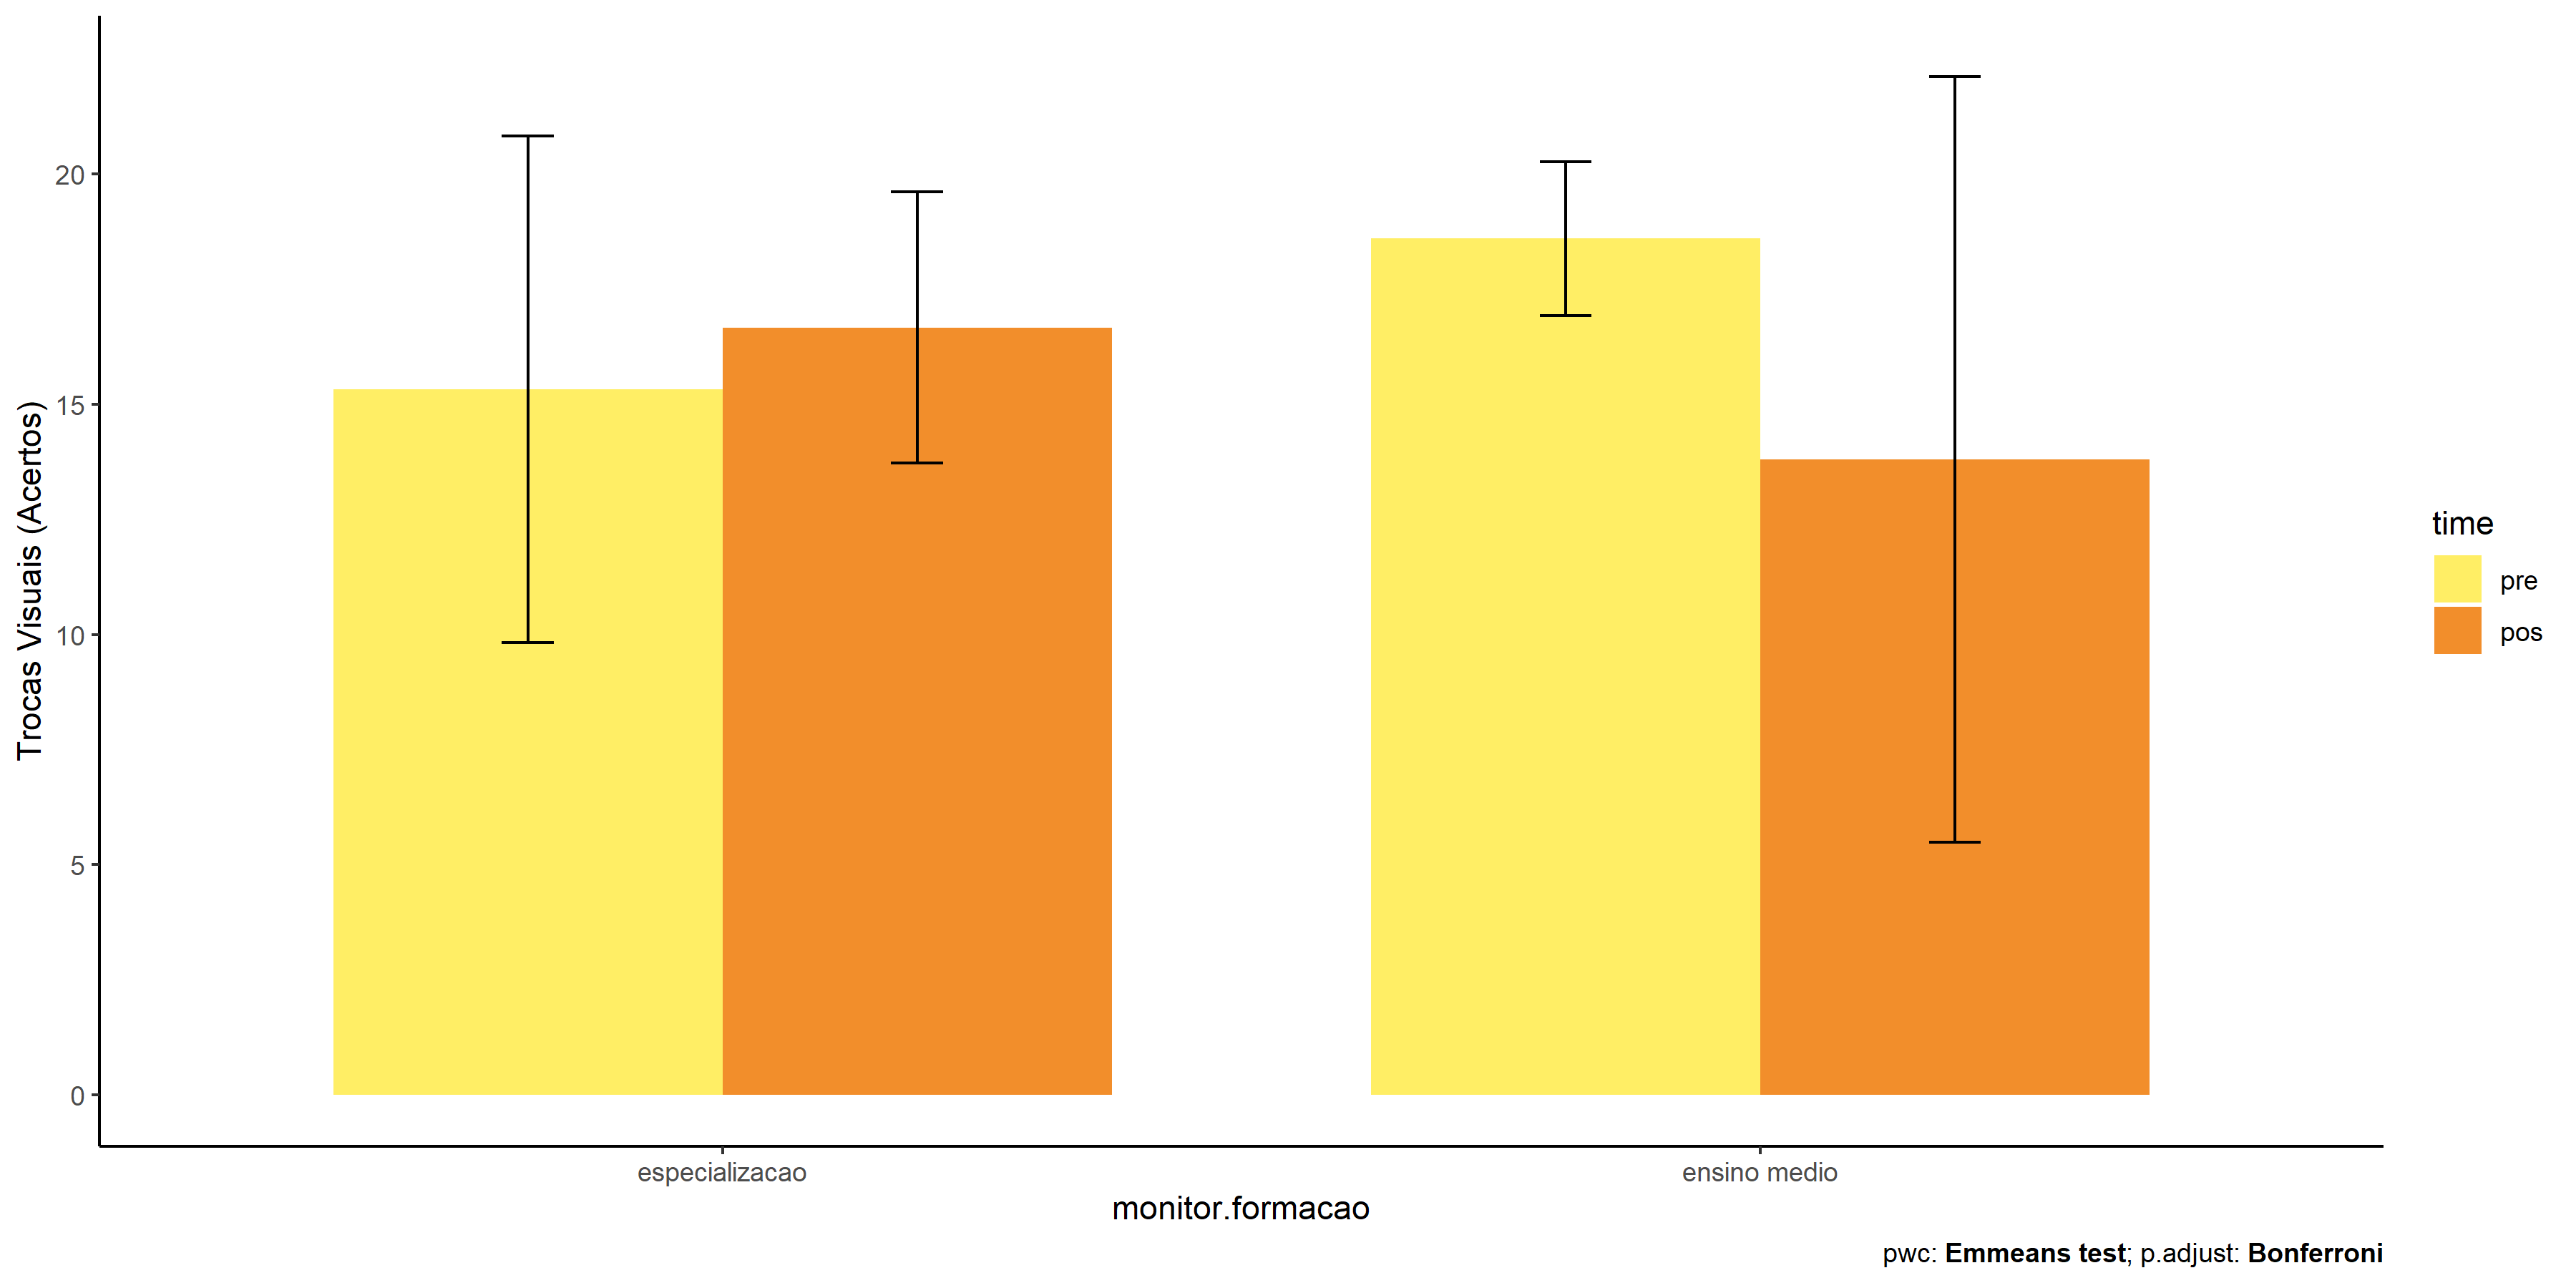 Trocas Visuais (Acertos)
20
15
10
5
0
especializacao
ensino medio
monitor.formacao
time
pre
pos
pwc: Emmeans test; p.adjust: Bonferroni